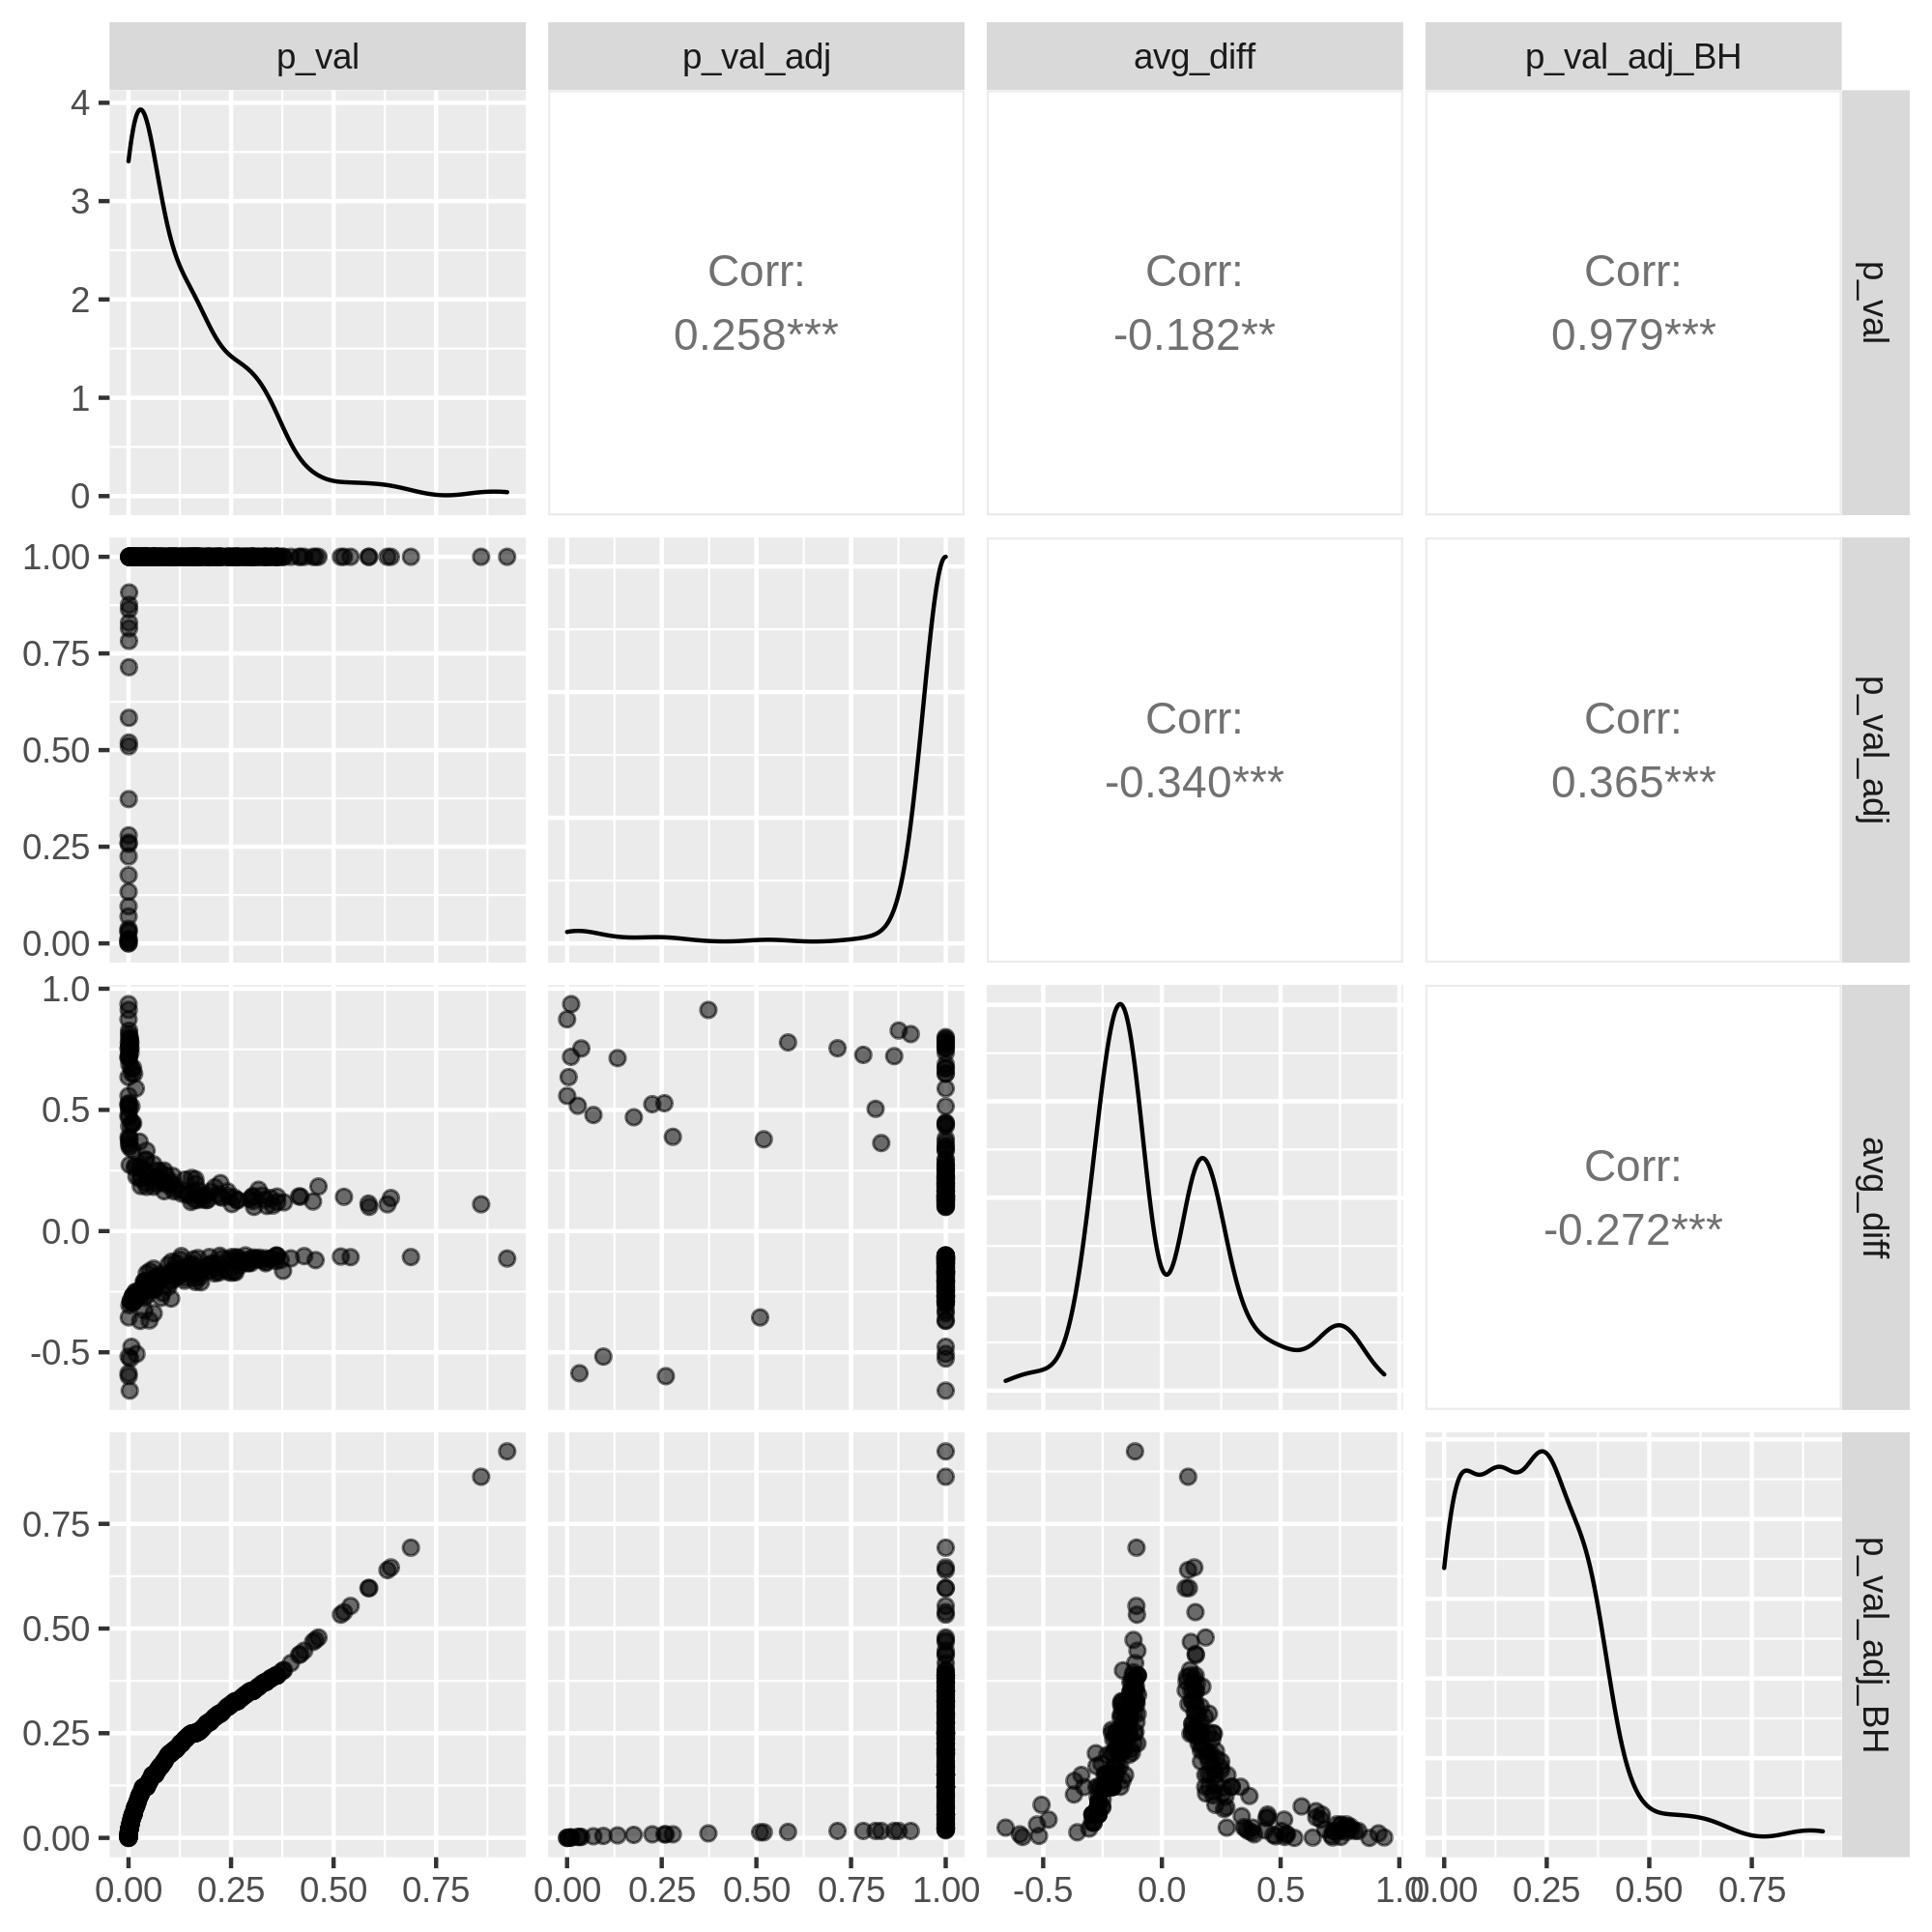 p_val
p_val_adj
avg_diff
p_val_adj_BH
4
3
2
1
0
Corr:
0.258***
Corr:
-0.182**
Corr:
0.979***
p_val
1.00
0.75
0.50
0.25
0.00
Corr:
-0.340***
Corr:
0.365***
p_val_adj
1.0
0.5
0.0
-0.5
Corr:
-0.272***
avg_diff
0.75
0.50
0.25
0.00
p_val_adj_BH
0.00 0.25 0.50 0.75
0.00 0.25 0.50 0.75 1.00
-0.5 0.0 0.5 1.0
0.00 0.25 0.50 0.75